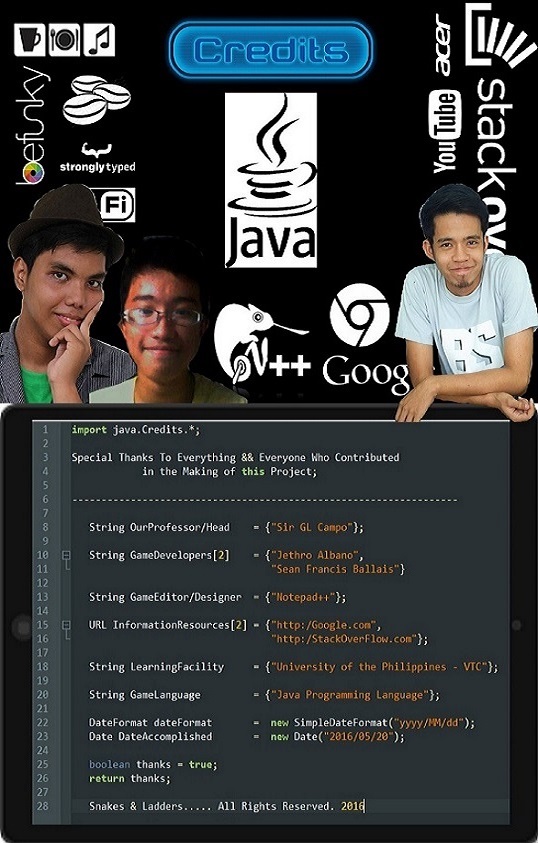 Credits
acer
befunky
YouTube
stackov
stronglytyped
Fi
Java
N++
Goog
1 import java.Credits.*;
2
3 Special Thanks To Everything && Everyone Who Contributed
4 in the Making of this Project;
5
6 ------------------------------------------------------------------
7
8 String OurProfessor/Head = {"Sir GL Campo"};
9
10 String GameDevelopers[2] = {"Jethro Albano",
11 "Sean Francis Ballais"}
12
13 String GameEditor/Designer = {"Notepad++"};
14
15 URL InformationResources[2] = {"http:/Google.com",
16 "http:/StackOverFlow.com"};
17
18 String LearningFacility = {"University of the Philippines - VTC"};
19
20 String GameLanguage = {"Java Programming Language"};
21
22 DateFormat dateFormat = new SimpleDateFormat("yyyy/MM/dd");
23 Date DateAccomplished = new Date("2016/05/20");
24
25 boolean thanks = true;
26 return thanks;
27
28 Snakes & Ladders..... All Rights Reserved. 2016